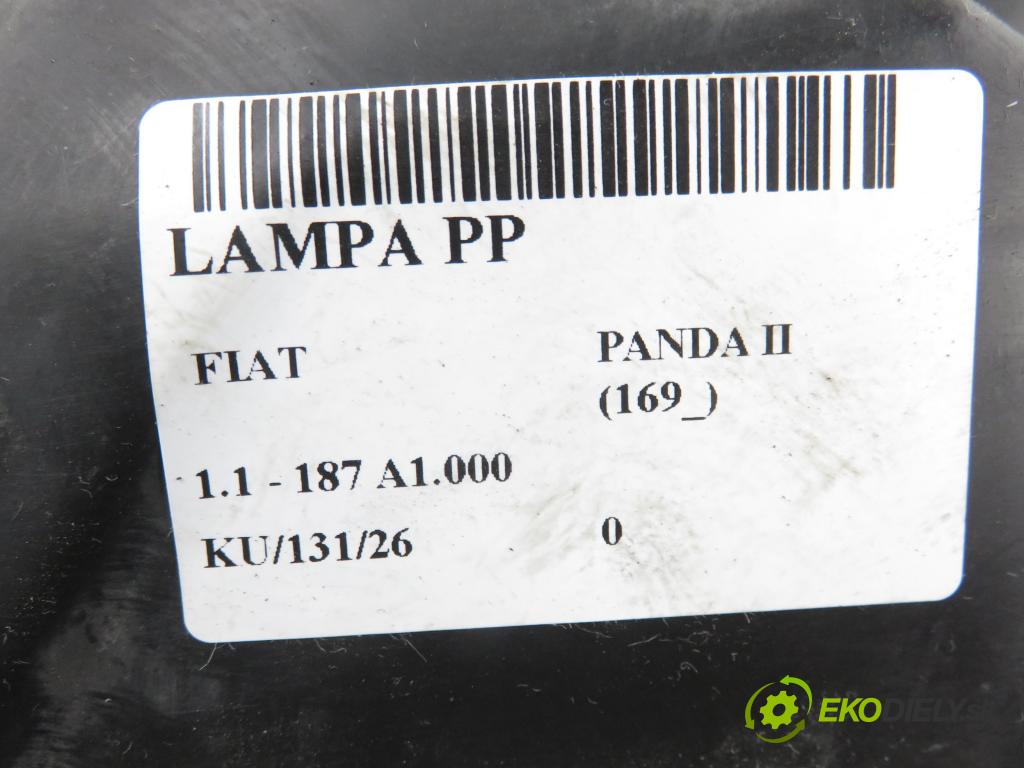 LAMPA PP
FIAT PANDA II
(169_)
1.1 - 187 A1.000
KU/131/26 0
EKODIELY.sk